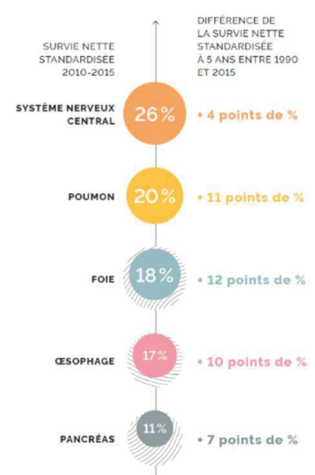 SURVIE NETTE
STANDARDISÉE
2010-2015
DIFFÉRENCE DE
LA SURVIE NETTE
STANDARDISÉE
À 5 ANS ENTRE 1990
ET 2015
SYSTÈME NERVEUX
CENTRAL
26 %
+ 4 points de %
POUMON
20 %
+ 11 points de %
FOIE
18 %
+ 12 points de %
ŒSOPHAGE
17 %
+ 10 points de %
PANCRÉAS
11 %
+ 7 points de %